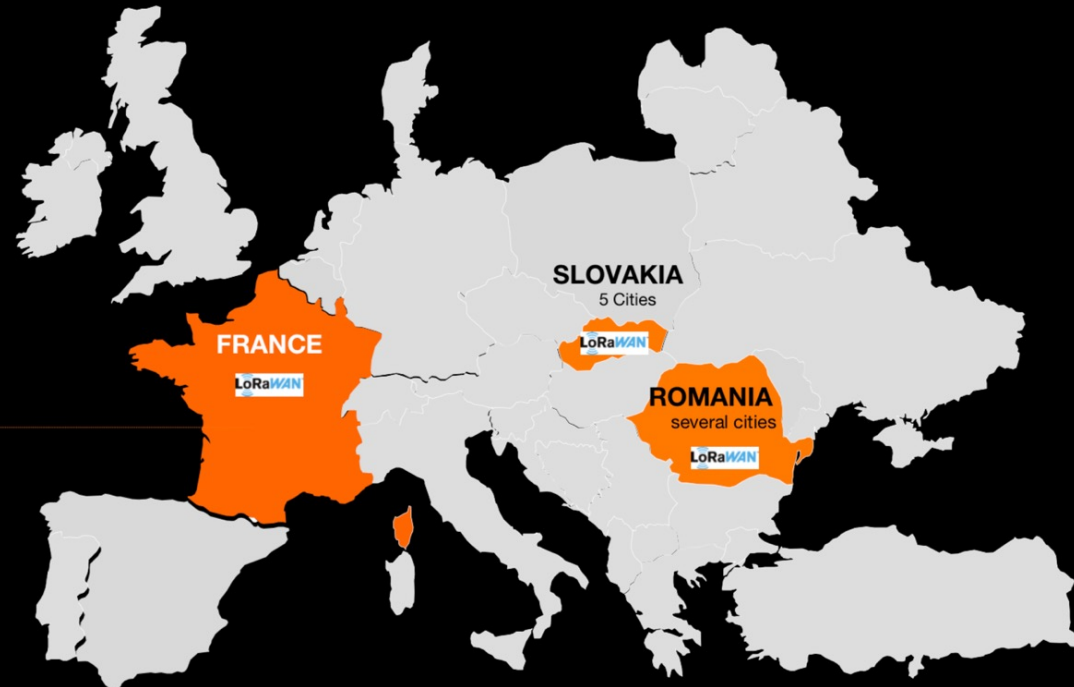 SLOVAKIA
5 Cities
LoRaWAN
FRANCE
LoRaWAN
ROMANIA
several cities
LoRaWAN